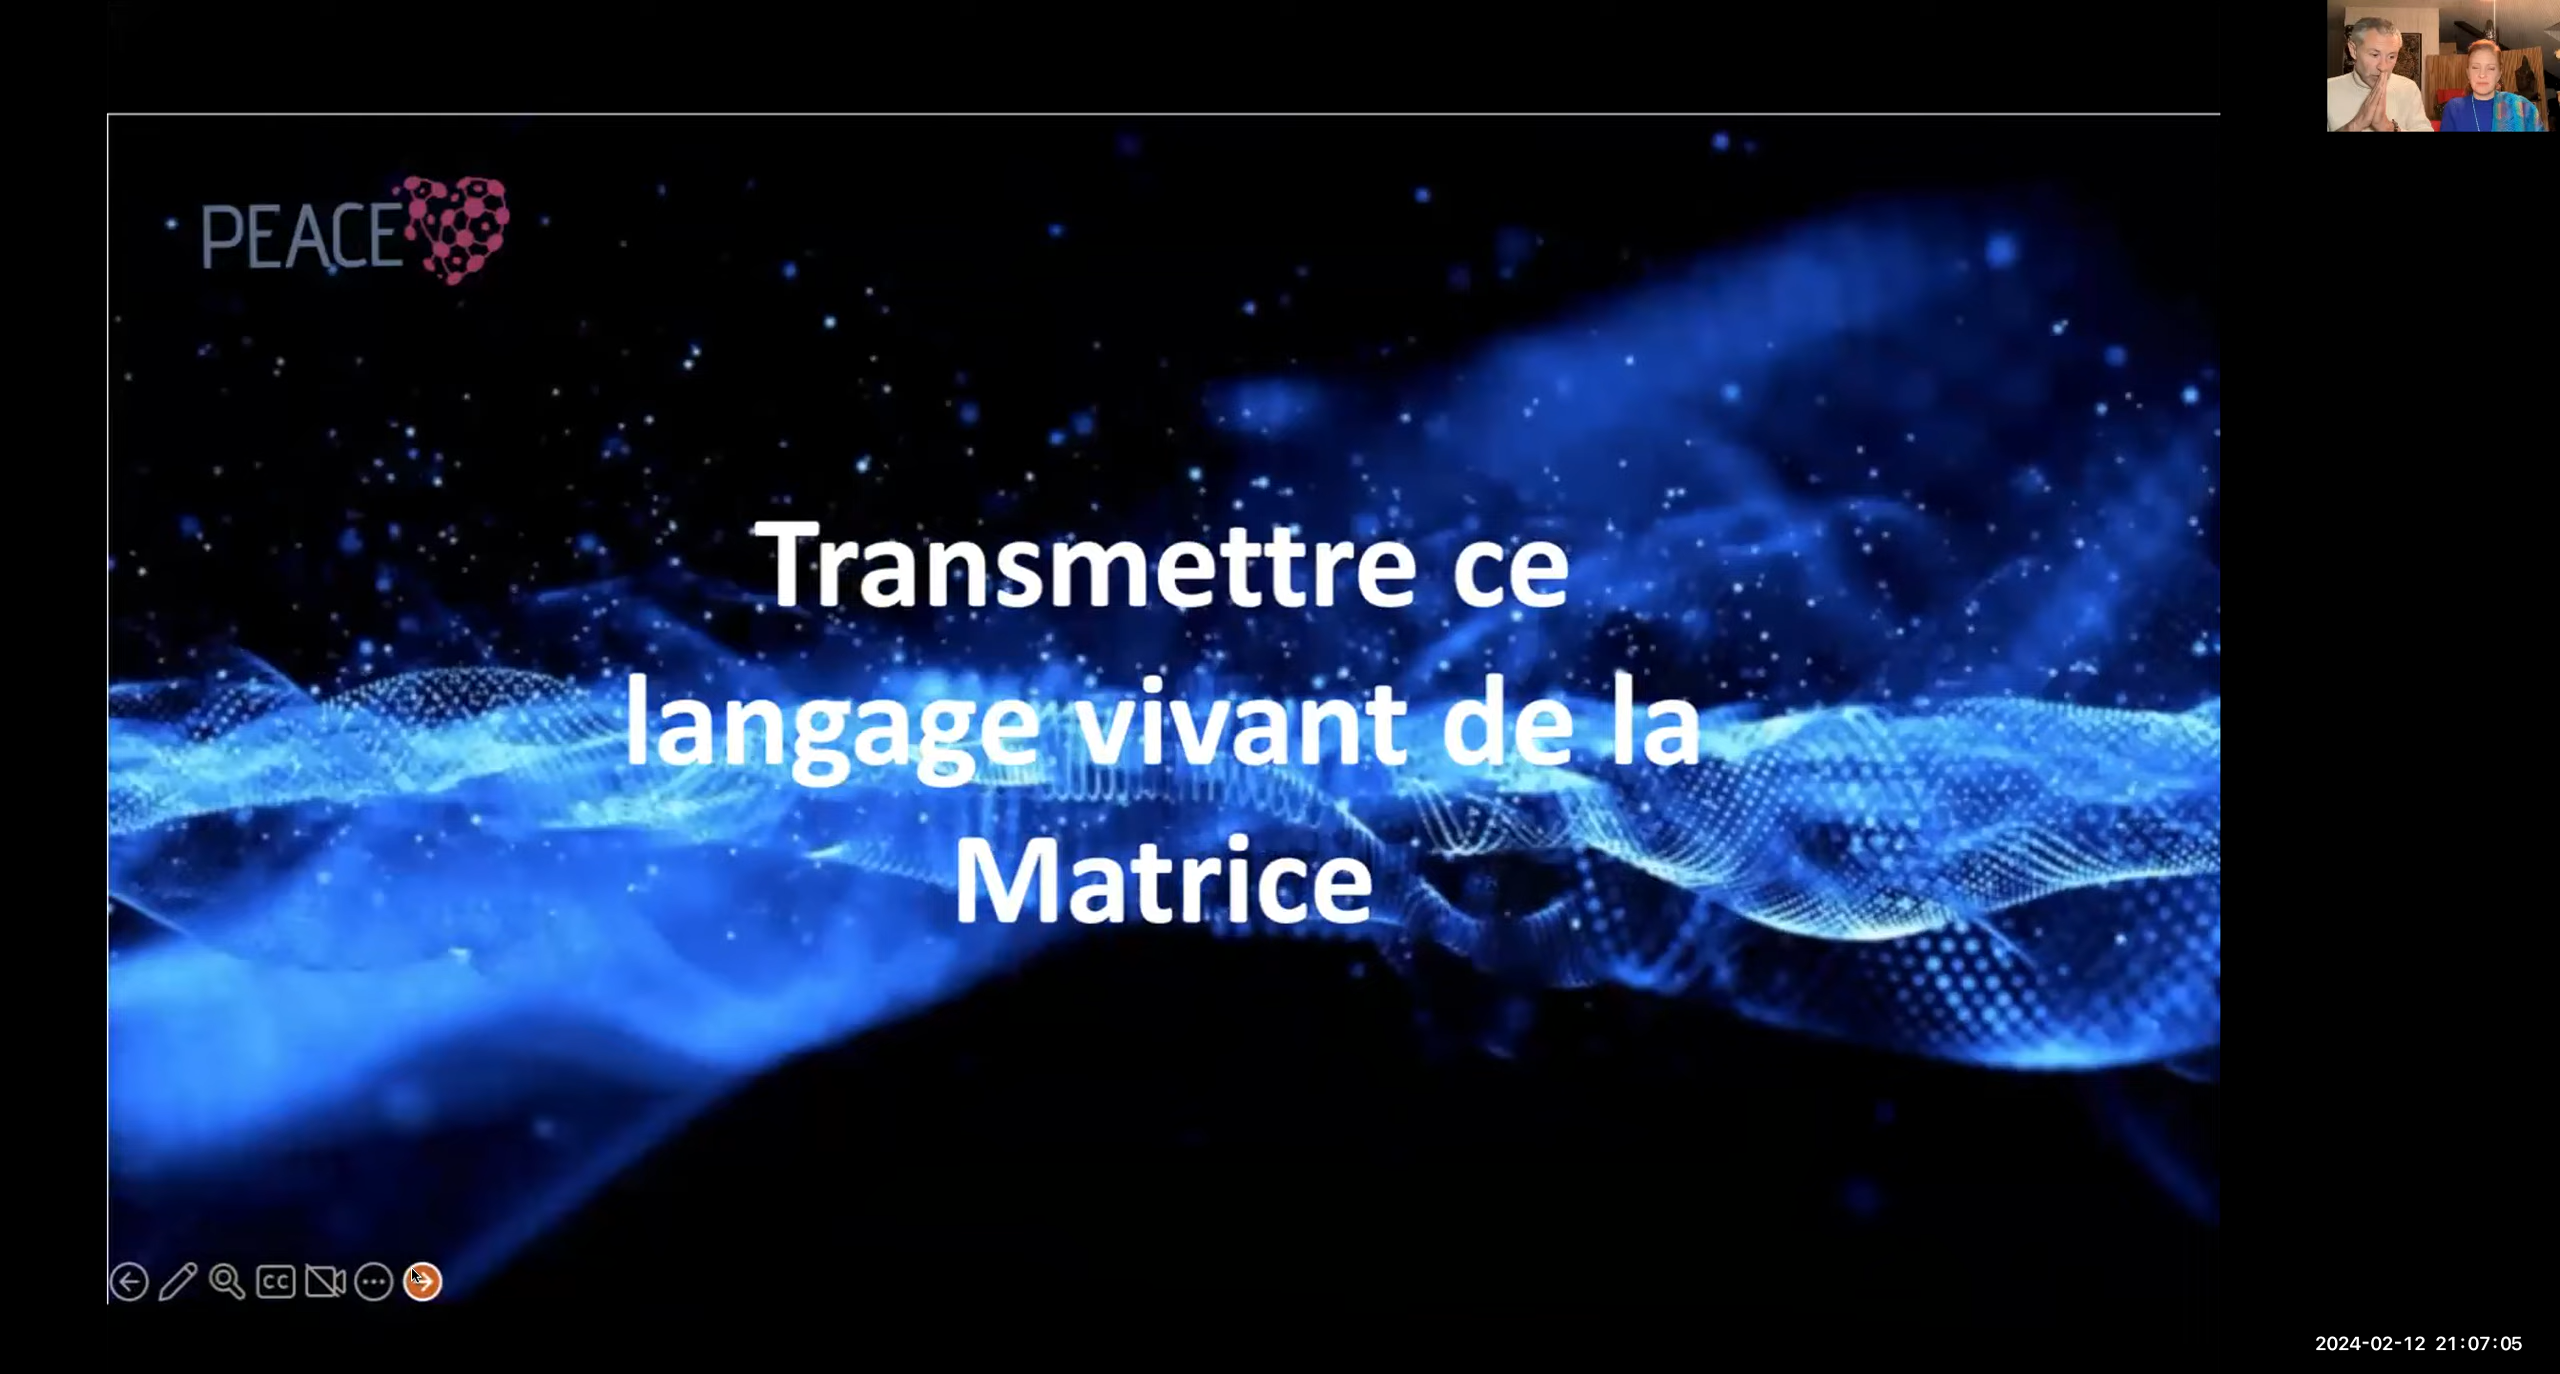 PEACE
Transmettre ce
langage vivant de la
Matrice
CC
2024-02-12 21:07:05